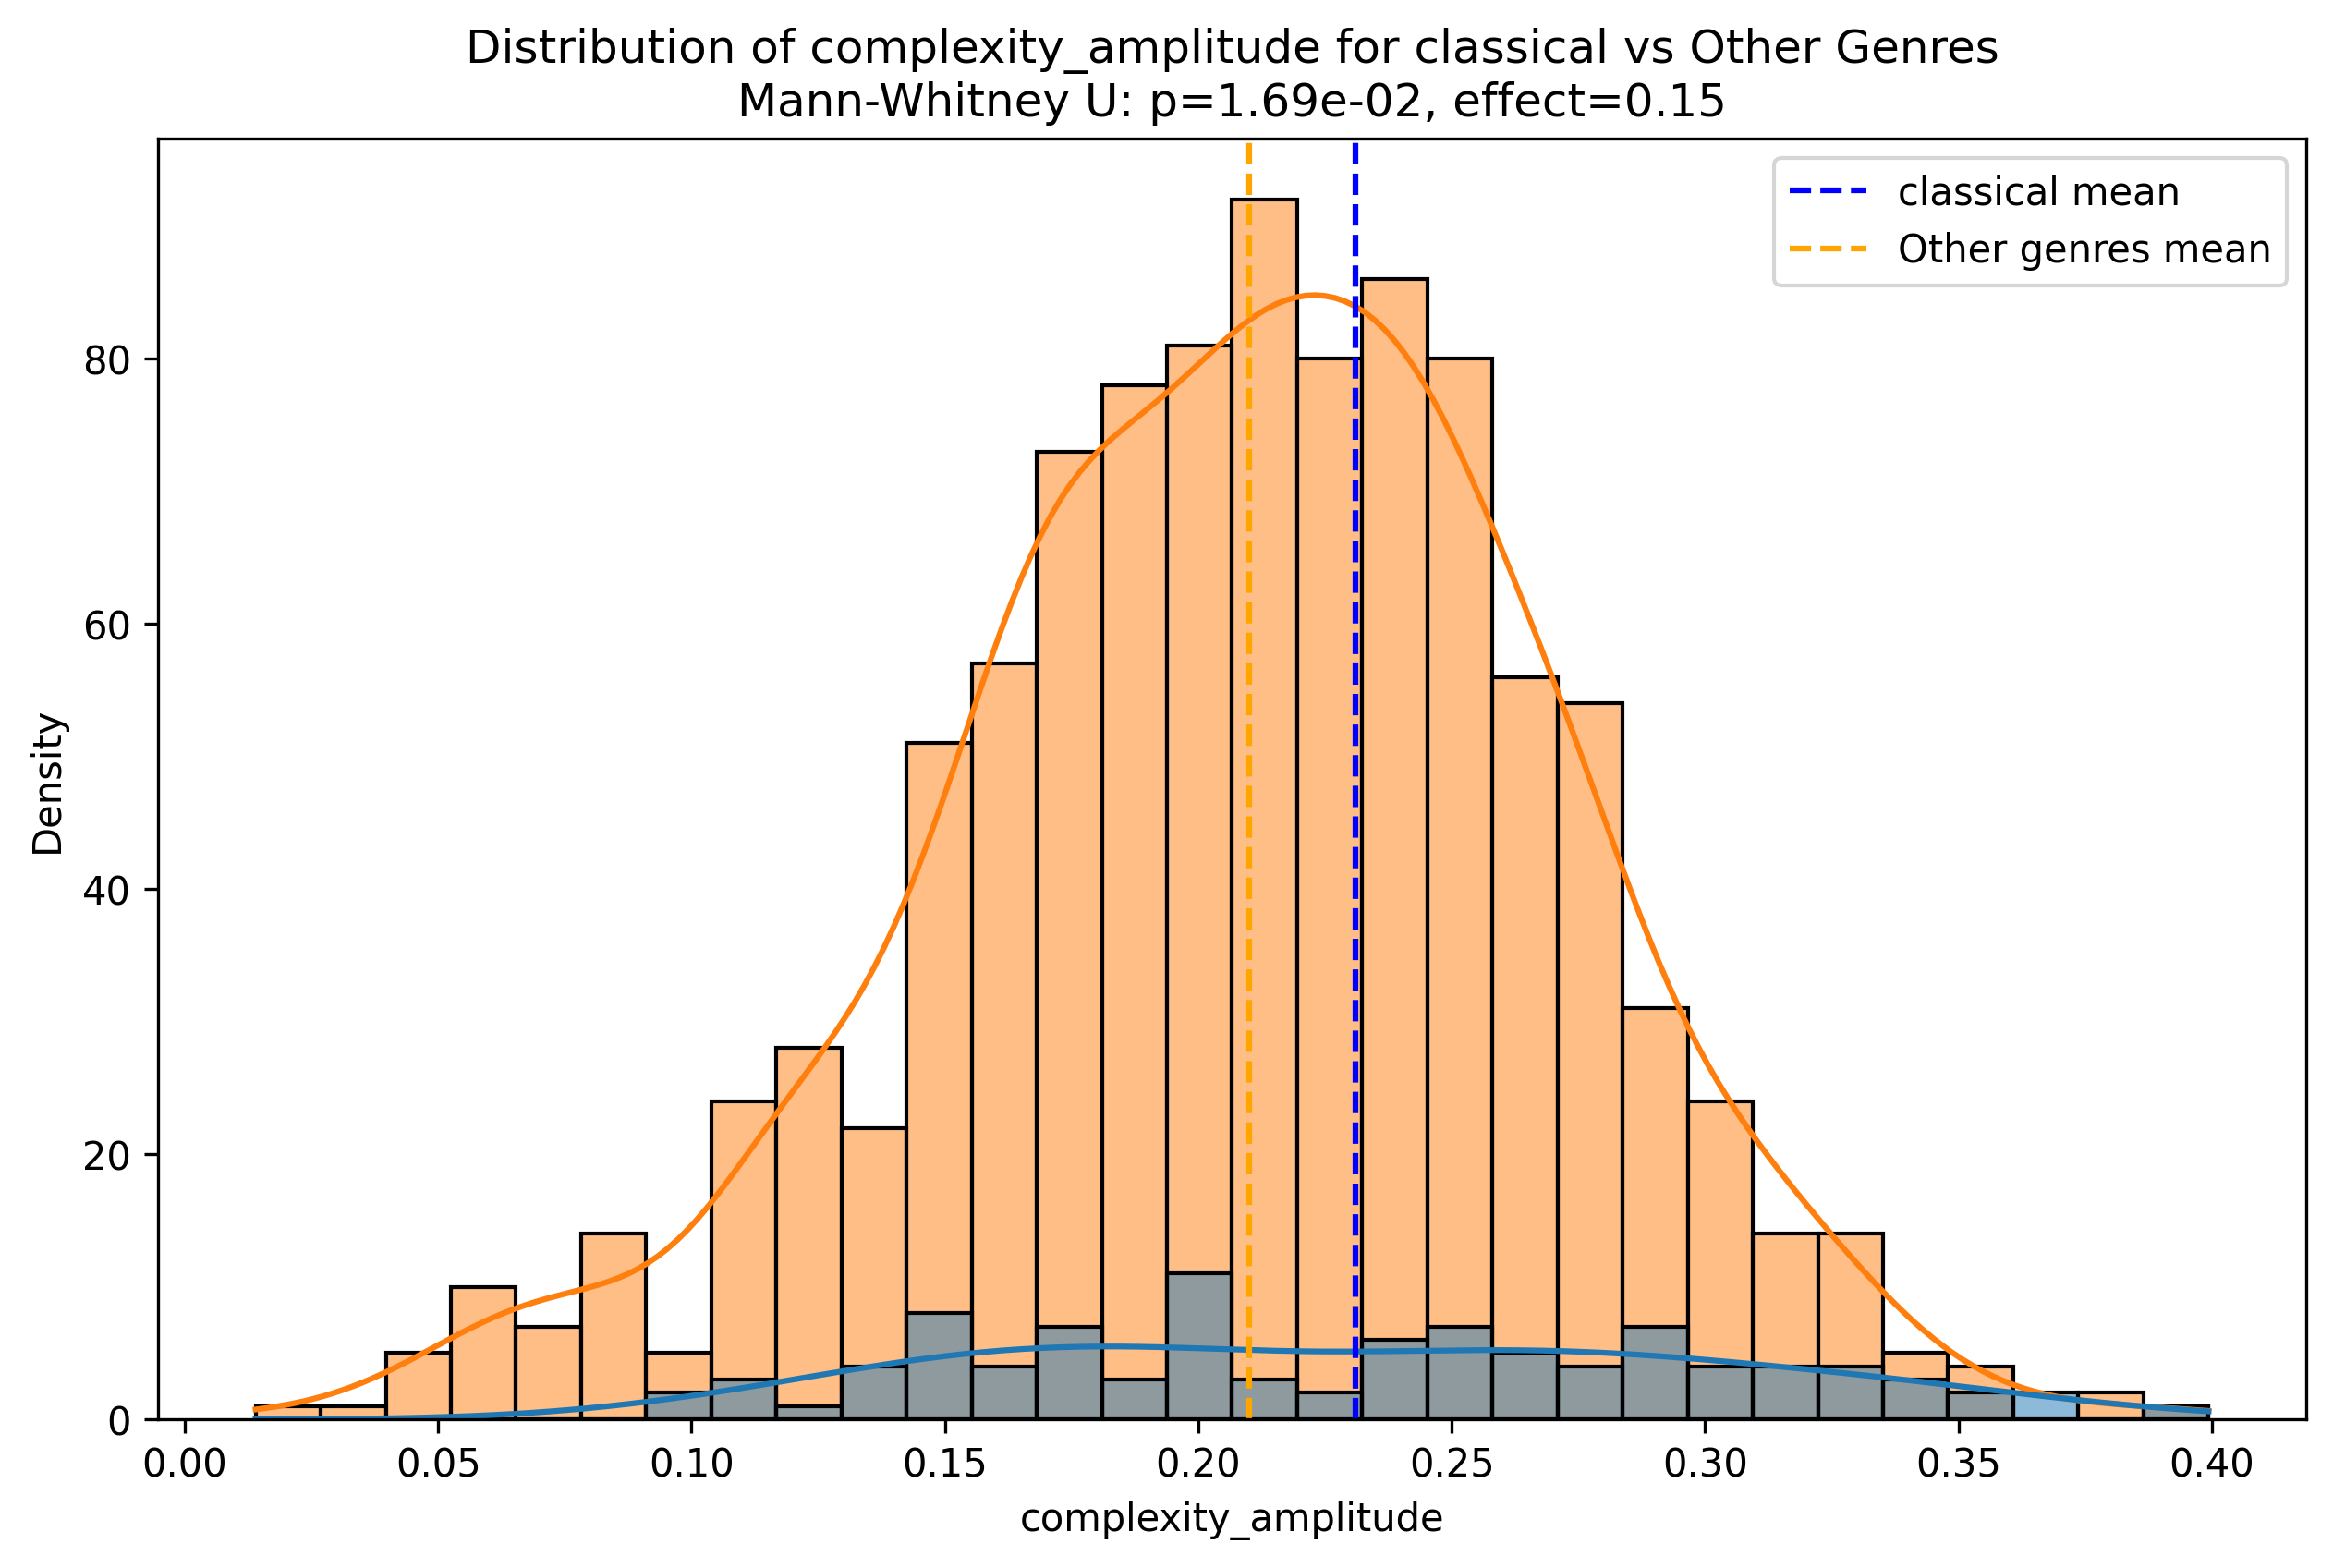 Distribution of complexity_amplitude for classical vs Other Genres
Mann-Whitney U: p=1.69e-02, effect=0.15
classical mean
Other genres mean
Density
80
60
40
20
0
0.00 0.05 0.10 0.15 0.20 0.25 0.30 0.35 0.40
complexity_amplitude